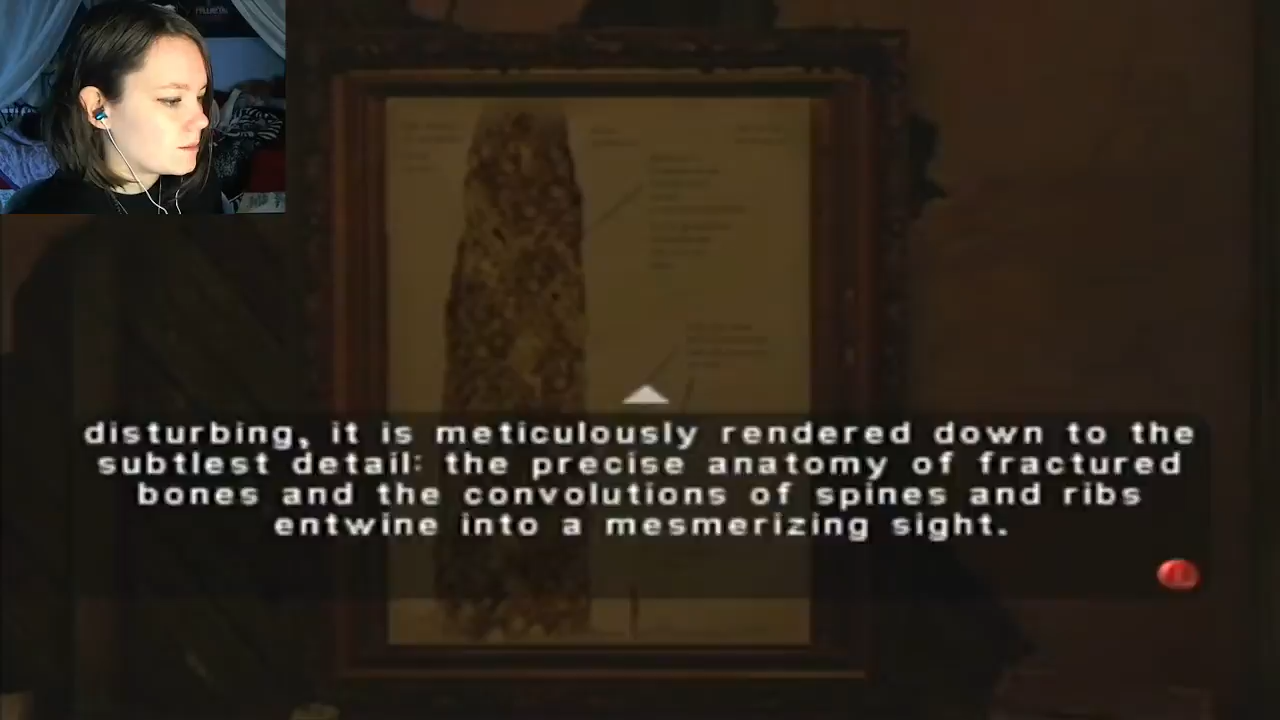 disturbing, it is meticulously rendered down to the
subtlest detail: the precise anatomy of fractured
bones and the convolutions of spines and ribs
entwine into a mesmerizing sight.